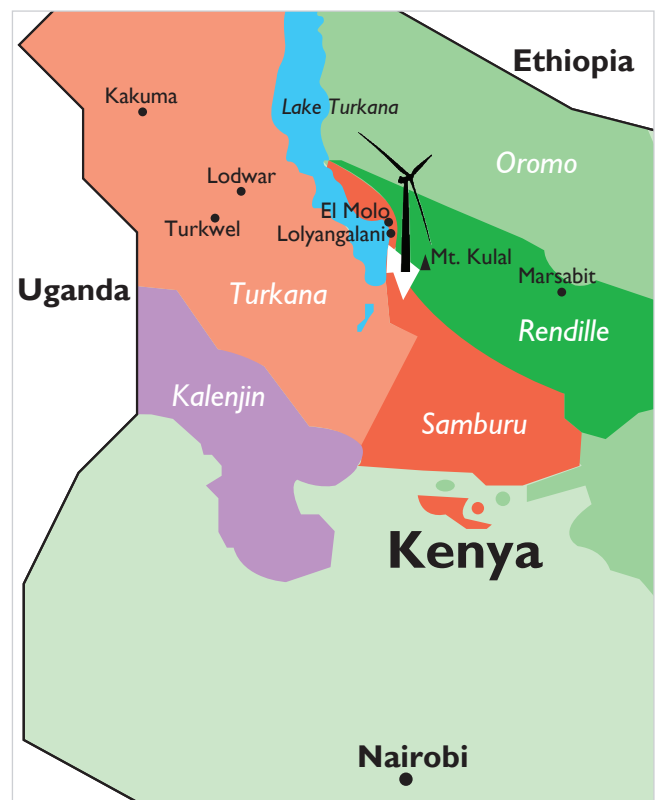 Ethiopia
Kakuma
Lake Turkana
Oromo
Lodwar
El Molo
Turkwel
Lolyangalani
Mt. Kulal
Marsabit
Uganda
Turkana
Rendille
Kalenjin
Samburu
Kenya
Nairobi